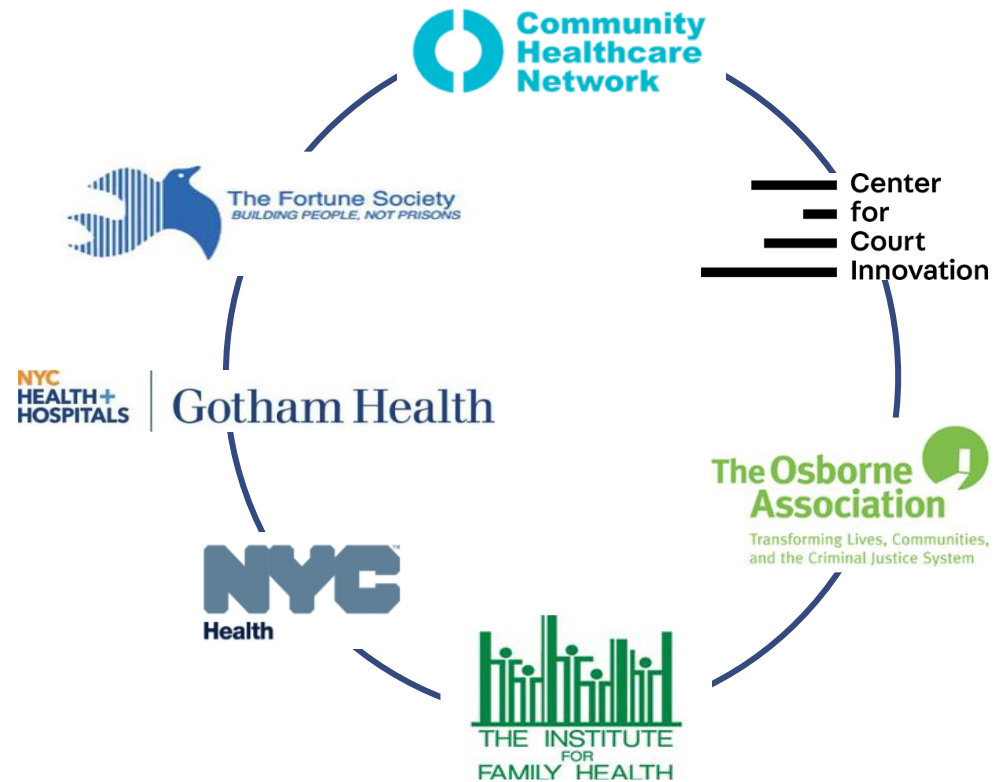 Community
Healthcare
Network
Center
for
Court
Innovation
The Fortune Society
BUILDING PEOPLE, NOT PRISONS
NYC
HEALTH+
HOSPITALS
Gotham Health
The Osborne
Association
Transforming Lives, Communities,
and the Criminal Justice System
NYC™
Health
THE INSTITUTE
FOR
FAMILY HEALTH